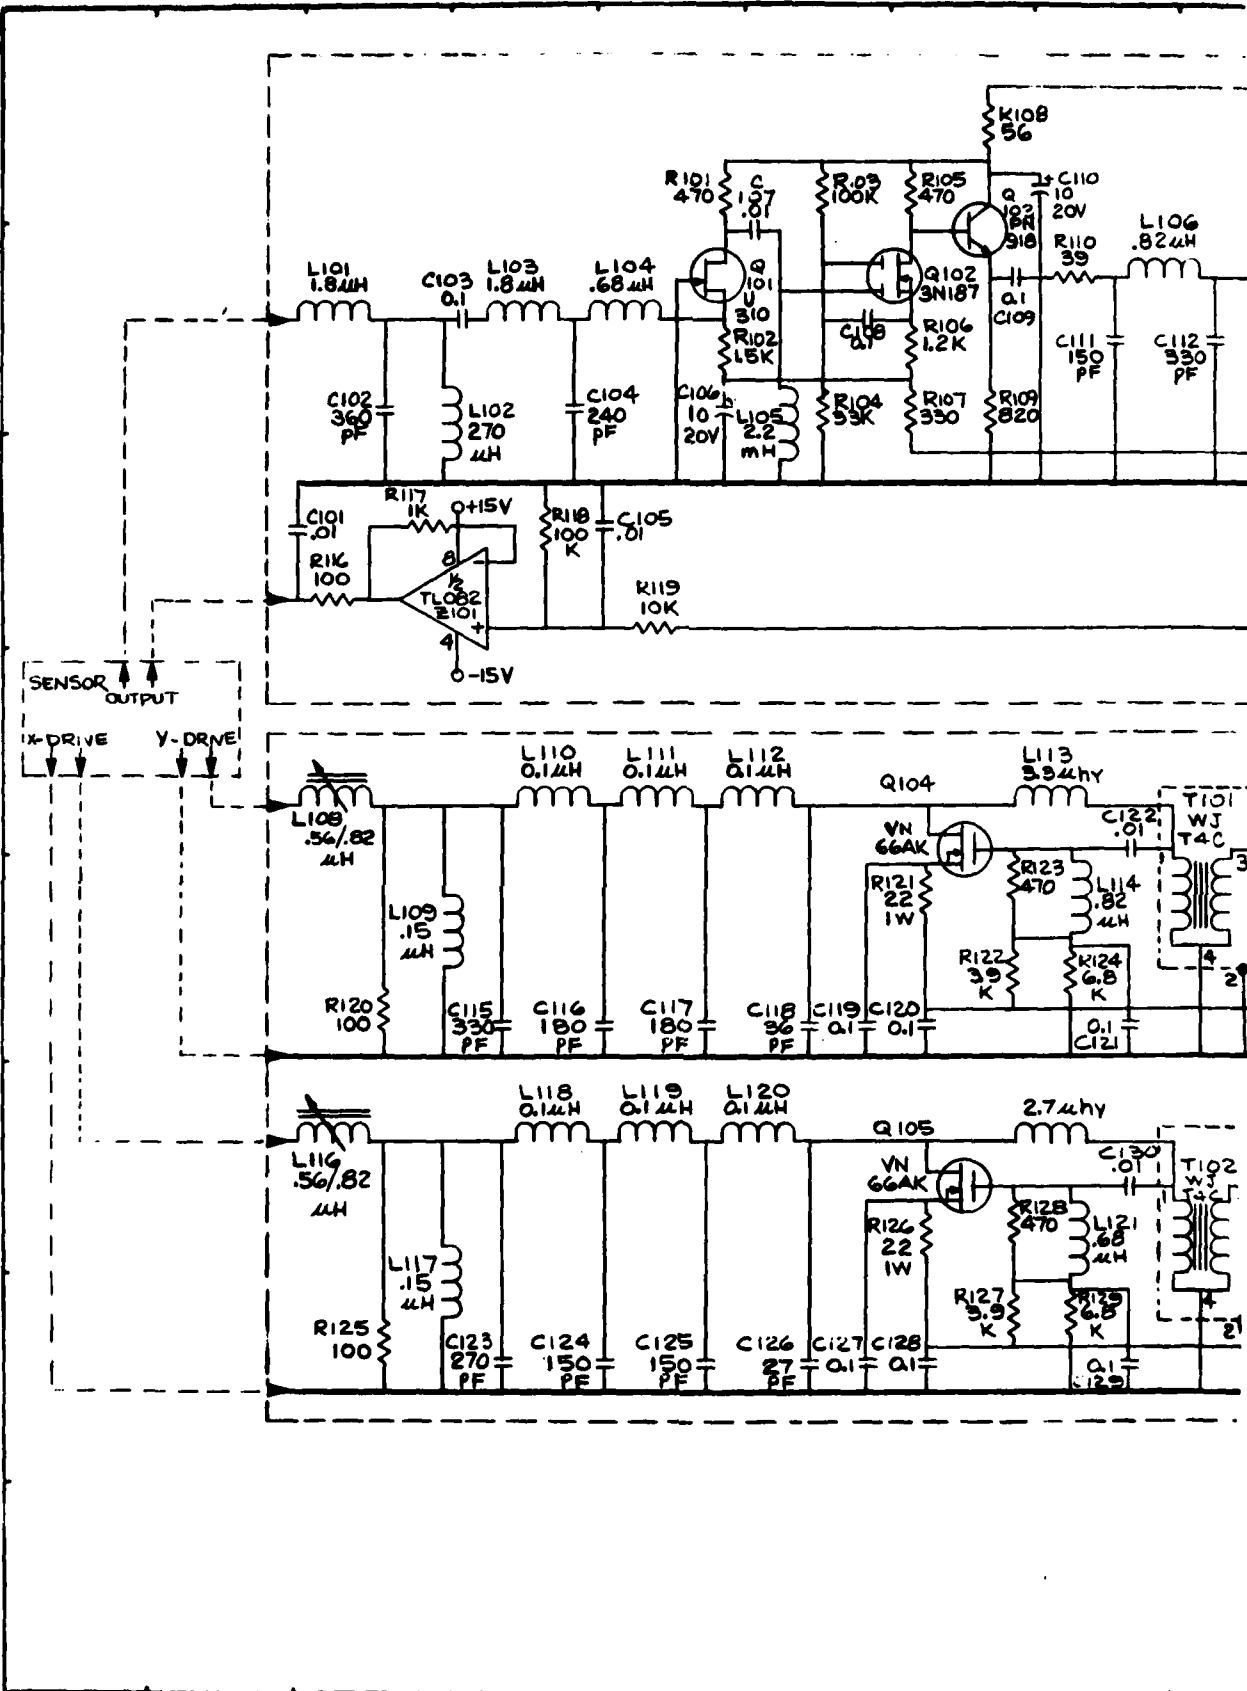 K108
56
R101
470
C
107
.01
R.03
100K
R105
470
Q
102
PN
918
+ C110
10
20V
L106
.82µH
R110
39
L101
1.8µH
C103
0.1
L103
1.8µH
L104
.68µH
Q
101
U
310
Q102
3N187
0.1
C109
R102
1.5K
C108
0.1
R106
1.2K
C111
150
PF
C112
330
PF
C102
360
PF
L102
270
µH
C104
240
PF
C106
10
20V
L105
2.2
mH
R104
33K
R107
330
R109
820
C101
.01
R117
1K
+15V
R118
100
K
C105
.01
R116
100
8
½
TL082
Z101
-
+
4
-15V
R119
10K
SENSOR
OUTPUT
X-DRIVE
Y-DRIVE
L108
.56/.82
µH
L110
0.1µH
L111
0.1µH
L112
0.1µH
Q104
L113
3.3µhy
VN
66AK
C122
.01
T101
WJ
T4C
3
L109
.15
µH
R121
22
1W
R123
470
L114
.82
µH
R122
3.9
K
R124
6.8
K
4
2
R120
100
C115
330
PF
C116
180
PF
C117
180
PF
C118
36
PF
C119
0.1
C120
0.1
0.1
C121
L116
.56/.82
µH
L118
0.1µH
L119
0.1µH
L120
0.1µH
Q105
2.7µhy
VN
66AK
C130
.01
T102
WJ
T4C
L117
.15
µH
R126
22
1W
R128
470
L121
.68
µH
R127
3.9
K
R129
6.8
K
4
2
R125
100
C123
270
PF
C124
150
PF
C125
150
PF
C126
27
PF
C127
0.1
C128
0.1
0.1
C129